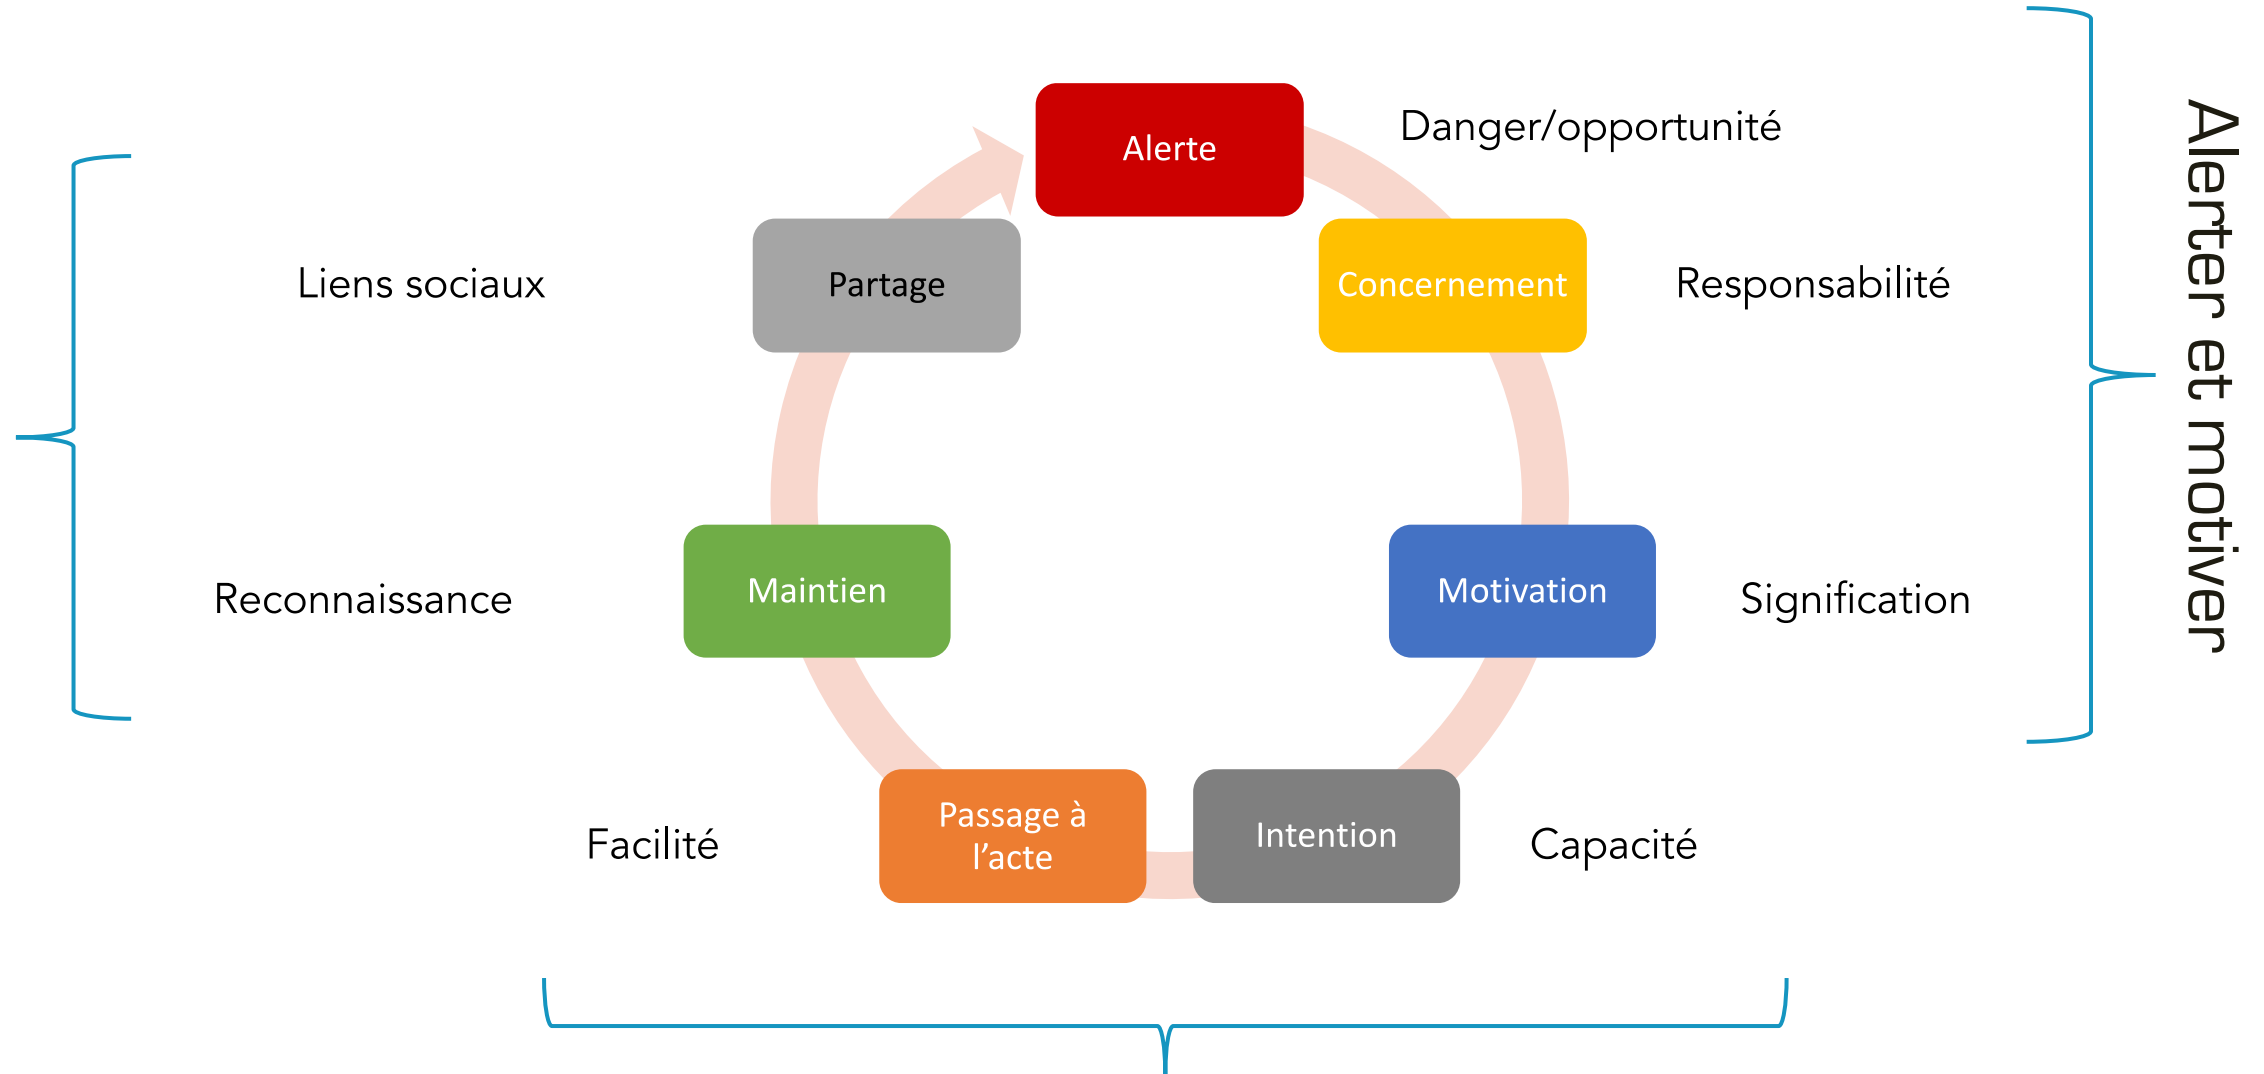 Alerte
Danger/opportunité
Concernement
Responsabilité
Motivation
Signification
Intention
Capacité
Passage à
l’acte
Facilité
Maintien
Reconnaissance
Partage
Liens sociaux
Alerter et motiver